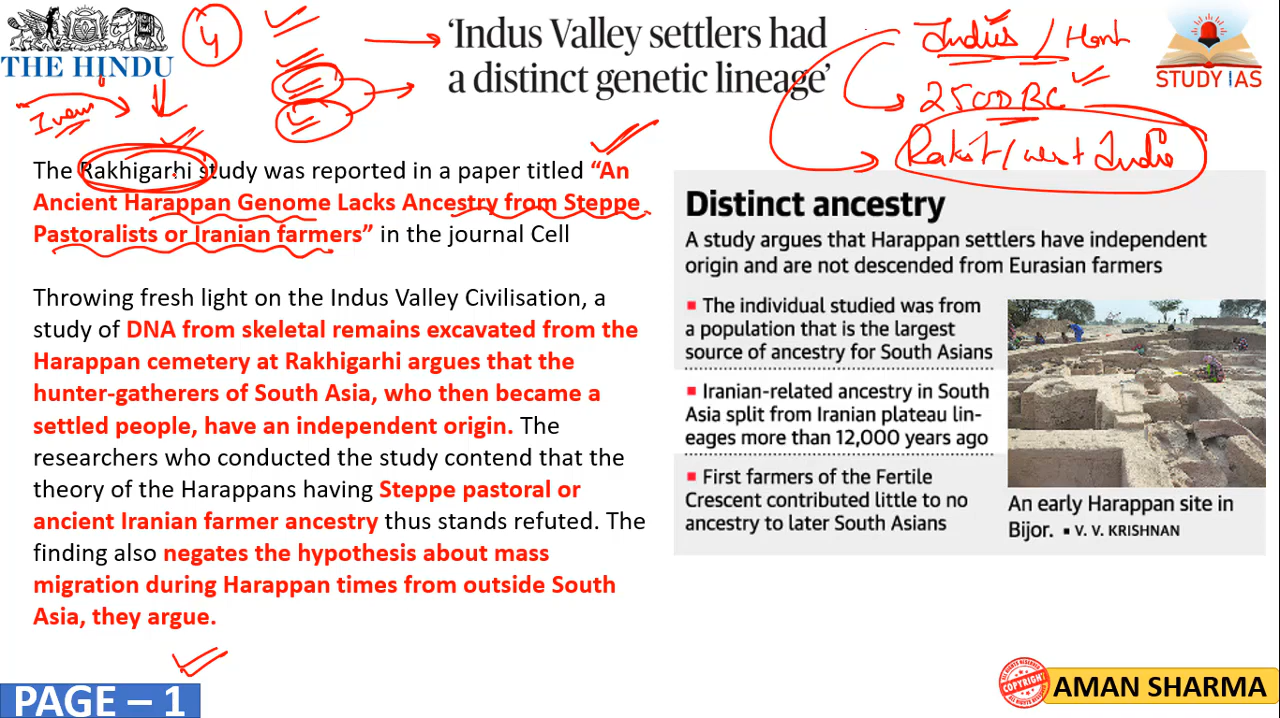 THE HINDU
4
'Indus Valley settlers had
a distinct genetic lineage'
Indus /
2500 BC
/ West India
STUDY IAS
The Rakhigarhi study was reported in a paper titled “An
Ancient Harappan Genome Lacks Ancestry from Steppe
Pastoralists or Iranian farmers” in the journal Cell
Throwing fresh light on the Indus Valley Civilisation, a
study of DNA from skeletal remains excavated from the
Harappan cemetery at Rakhigarhi argues that the
hunter-gatherers of South Asia, who then became a
settled people, have an independent origin. The
researchers who conducted the study contend that the
theory of the Harappans having Steppe pastoral or
ancient Iranian farmer ancestry thus stands refuted. The
finding also negates the hypothesis about mass
migration during Harappan times from outside South
Asia, they argue.
Distinct ancestry
A study argues that Harappan settlers have independent
origin and are not descended from Eurasian farmers
The individual studied was from
a population that is the largest
source of ancestry for South Asians
Iranian-related ancestry in South
Asia split from Iranian plateau lin-
eages more than 12,000 years ago
First farmers of the Fertile
Crescent contributed little to no
ancestry to later South Asians
An early Harappan site in
Bijor. ▪ V. V. KRISHNAN
PAGE – 1
COPYRIGHT
AMAN SHARMA